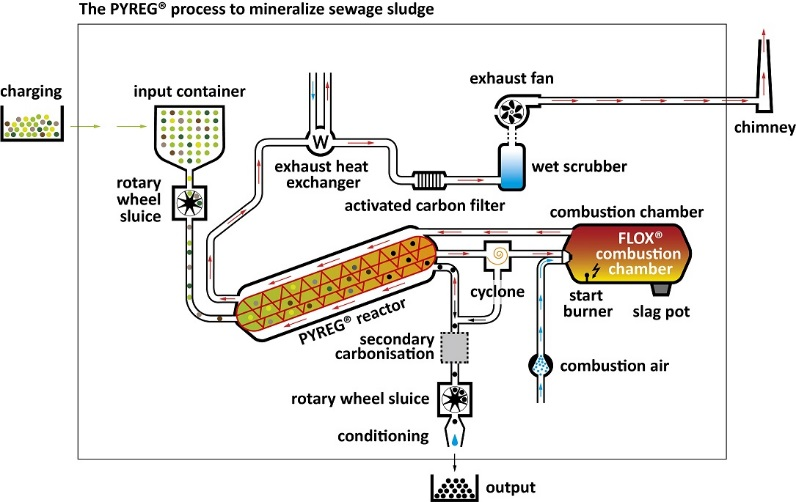 The PYREG® process to mineralize sewage sludge
charging
input container
exhaust fan
chimney
W
exhaust heat
exchanger
wet scrubber
rotary
wheel
sluice
activated carbon filter
combustion chamber
FLOX®
combustion
chamber
cyclone
start
burner
slag pot
PYREG® reactor
secondary
carbonisation
combustion air
rotary wheel sluice
conditioning
output